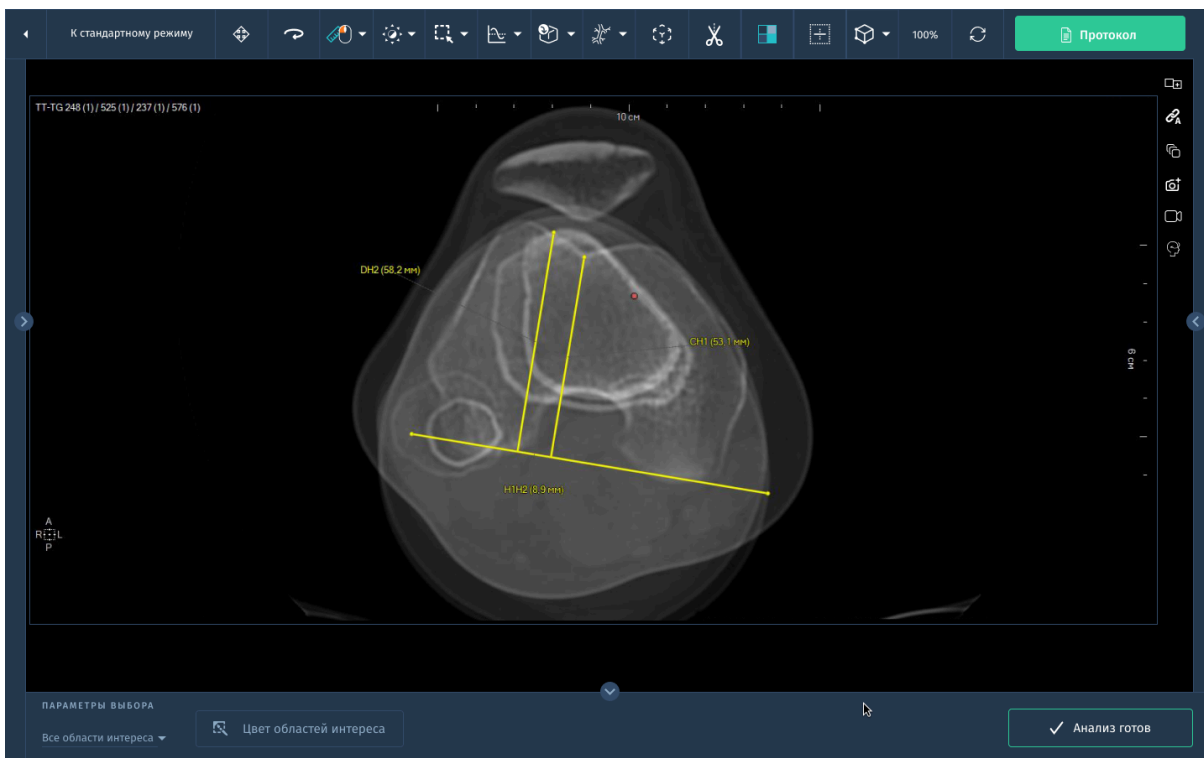 К стандартному режиму
100%
Протокол
TT-TG 248 (1) / 525 (1) / 237 (1) / 576 (1)
10 см
DH2 (58,2 мм)
CH1 (53,1 мм)
6 см
H1H2 (8,9 мм)
A
R L
P
ПАРАМЕТРЫ ВЫБОРА
Все области интереса
Цвет областей интереса
Анализ готов